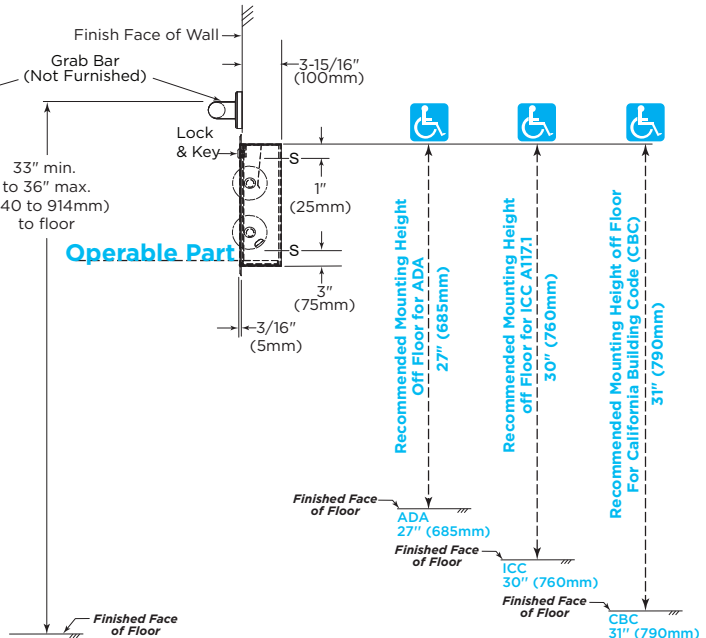 Finish Face of Wall
Grab Bar
(Not Furnished)
3-15/16"
(100mm)
Lock
& Key
S
1"
(25mm)
33" min.
to 36" max.
40 to 914mm)
to floor
Operable Part
S
3"
(75mm)
3/16"
(5mm)
Recommended Mounting Height
Off Floor for ADA
27" (685mm)
Recommended Mounting Height
off Floor for ICC A117.1
30" (760mm)
Recommended Mounting Height off Floor
For California Building Code (CBC)
31" (790mm)
Finished Face
of Floor
ADA
27" (685mm)
Finished Face
of Floor
ICC
30" (760mm)
Finished Face
of Floor
CBC
31" (790mm)
Finished Face
of Floor